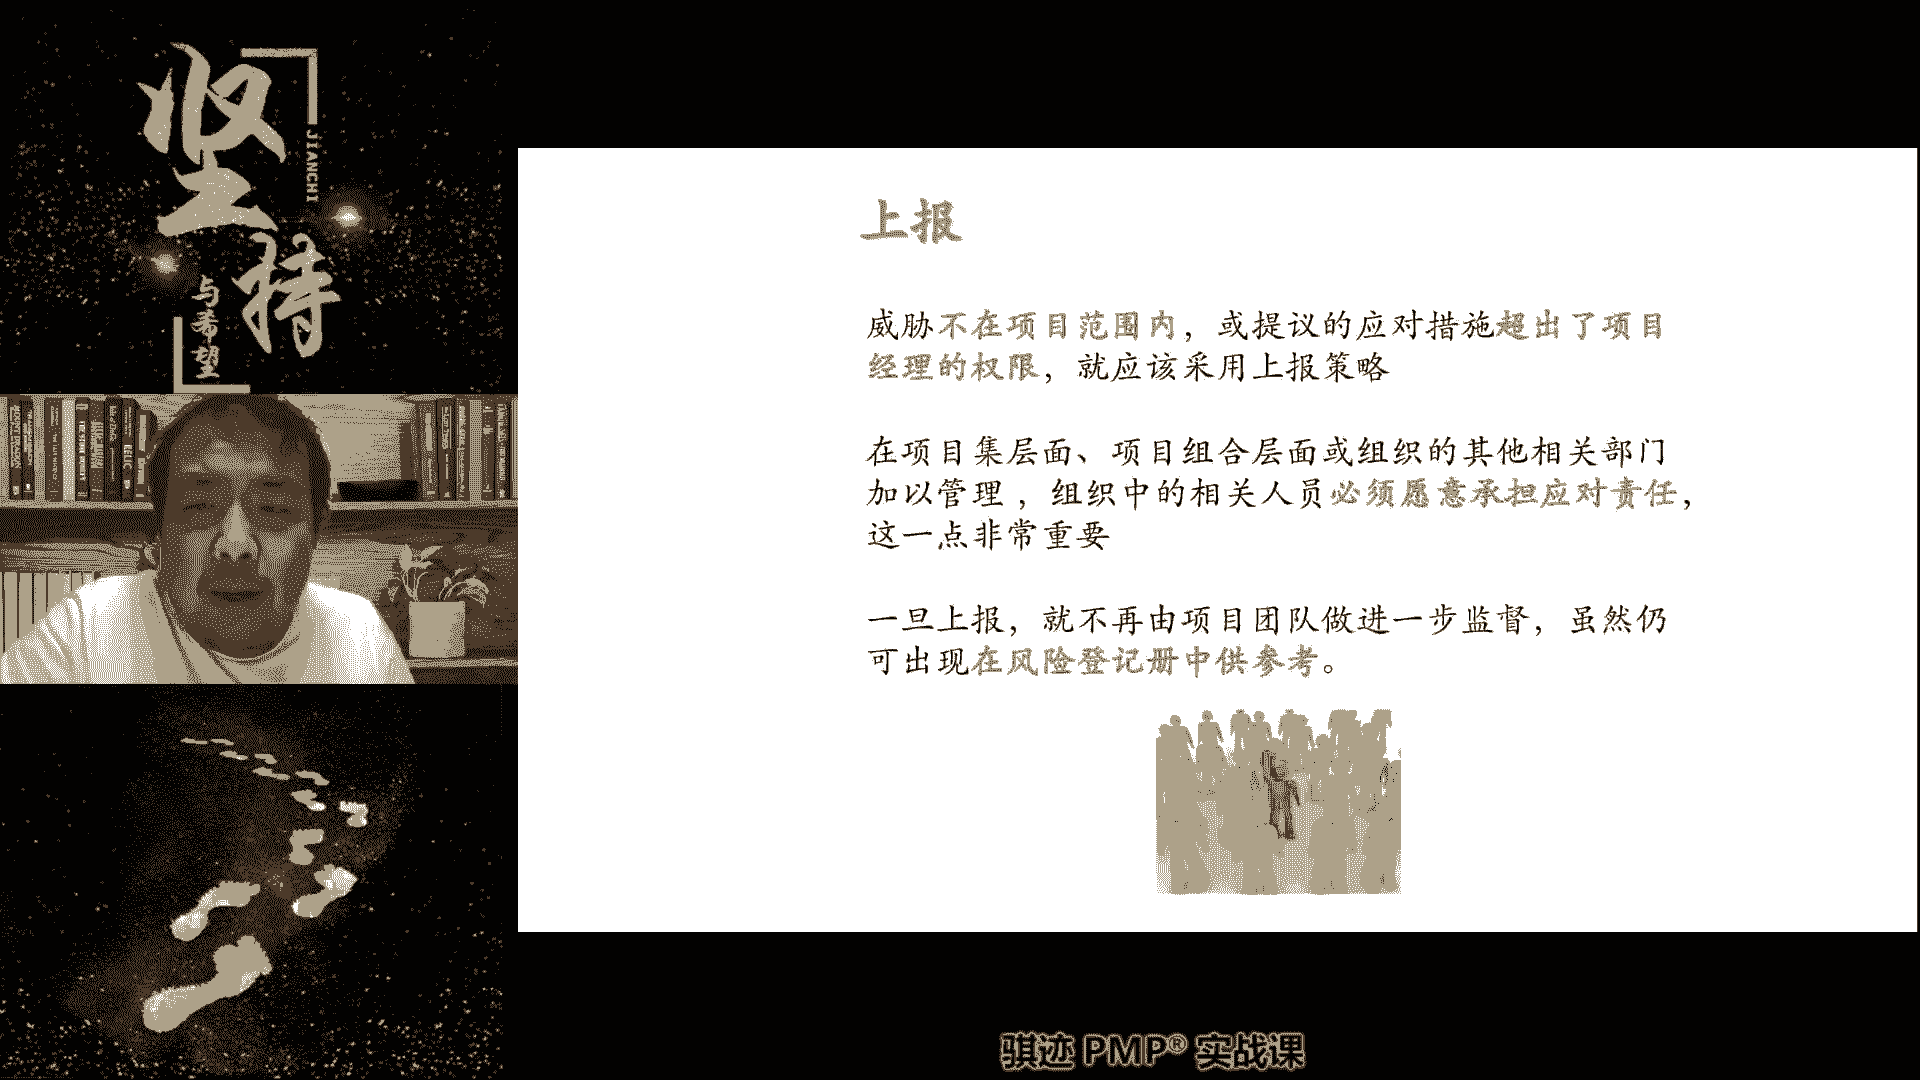 坚持
JIANCHI
与希望
上报
威胁不在项目范围内，或提议的应对措施超出了项目
经理的权限，就应该采用上报策略
在项目集层面、项目组合层面或组织的其他相关部门
加以管理 ，组织中的相关人员必须愿意承担应对责任，
这一点非常重要
一旦上报，就不再由项目团队做进一步监督，虽然仍
可出现在风险登记册中供参考。
骐迹 PMP® 实战课